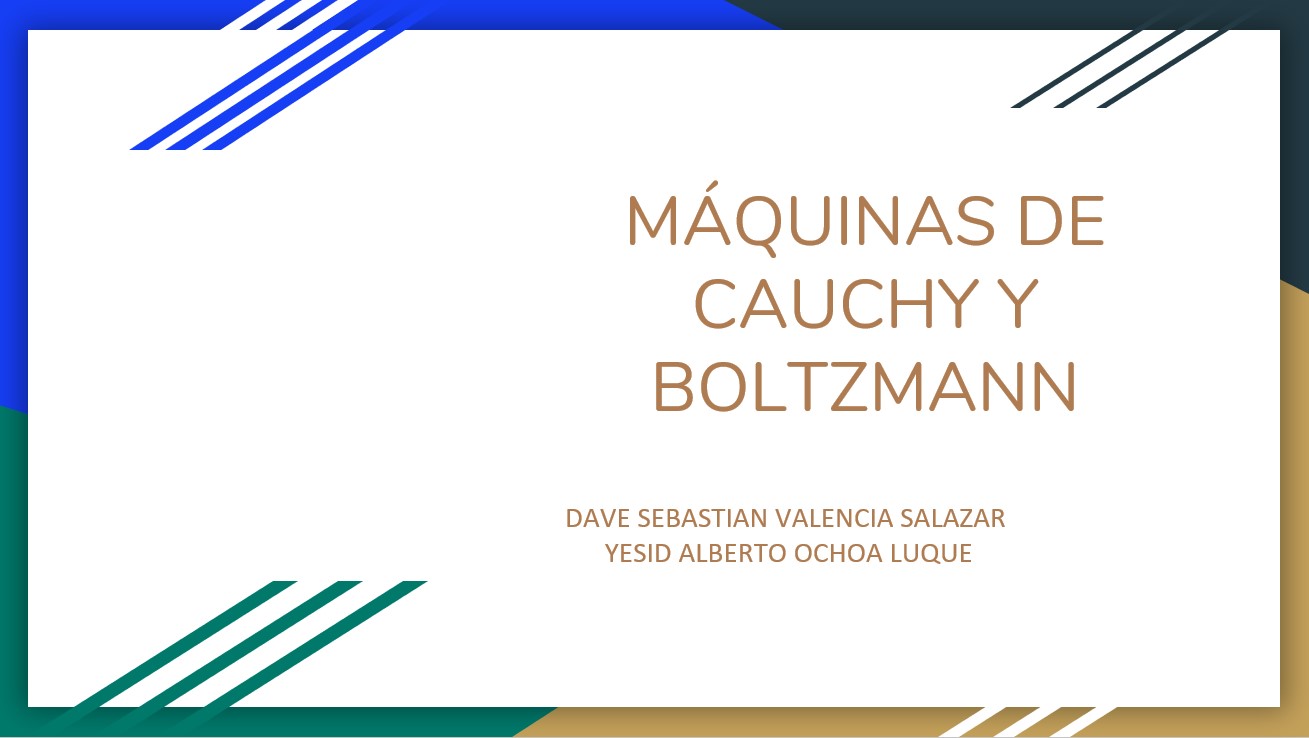 MÁQUINAS DE
CAUCHY Y
BOLTZMANN
DAVE SEBASTIAN VALENCIA SALAZAR
YESID ALBERTO OCHOA LUQUE